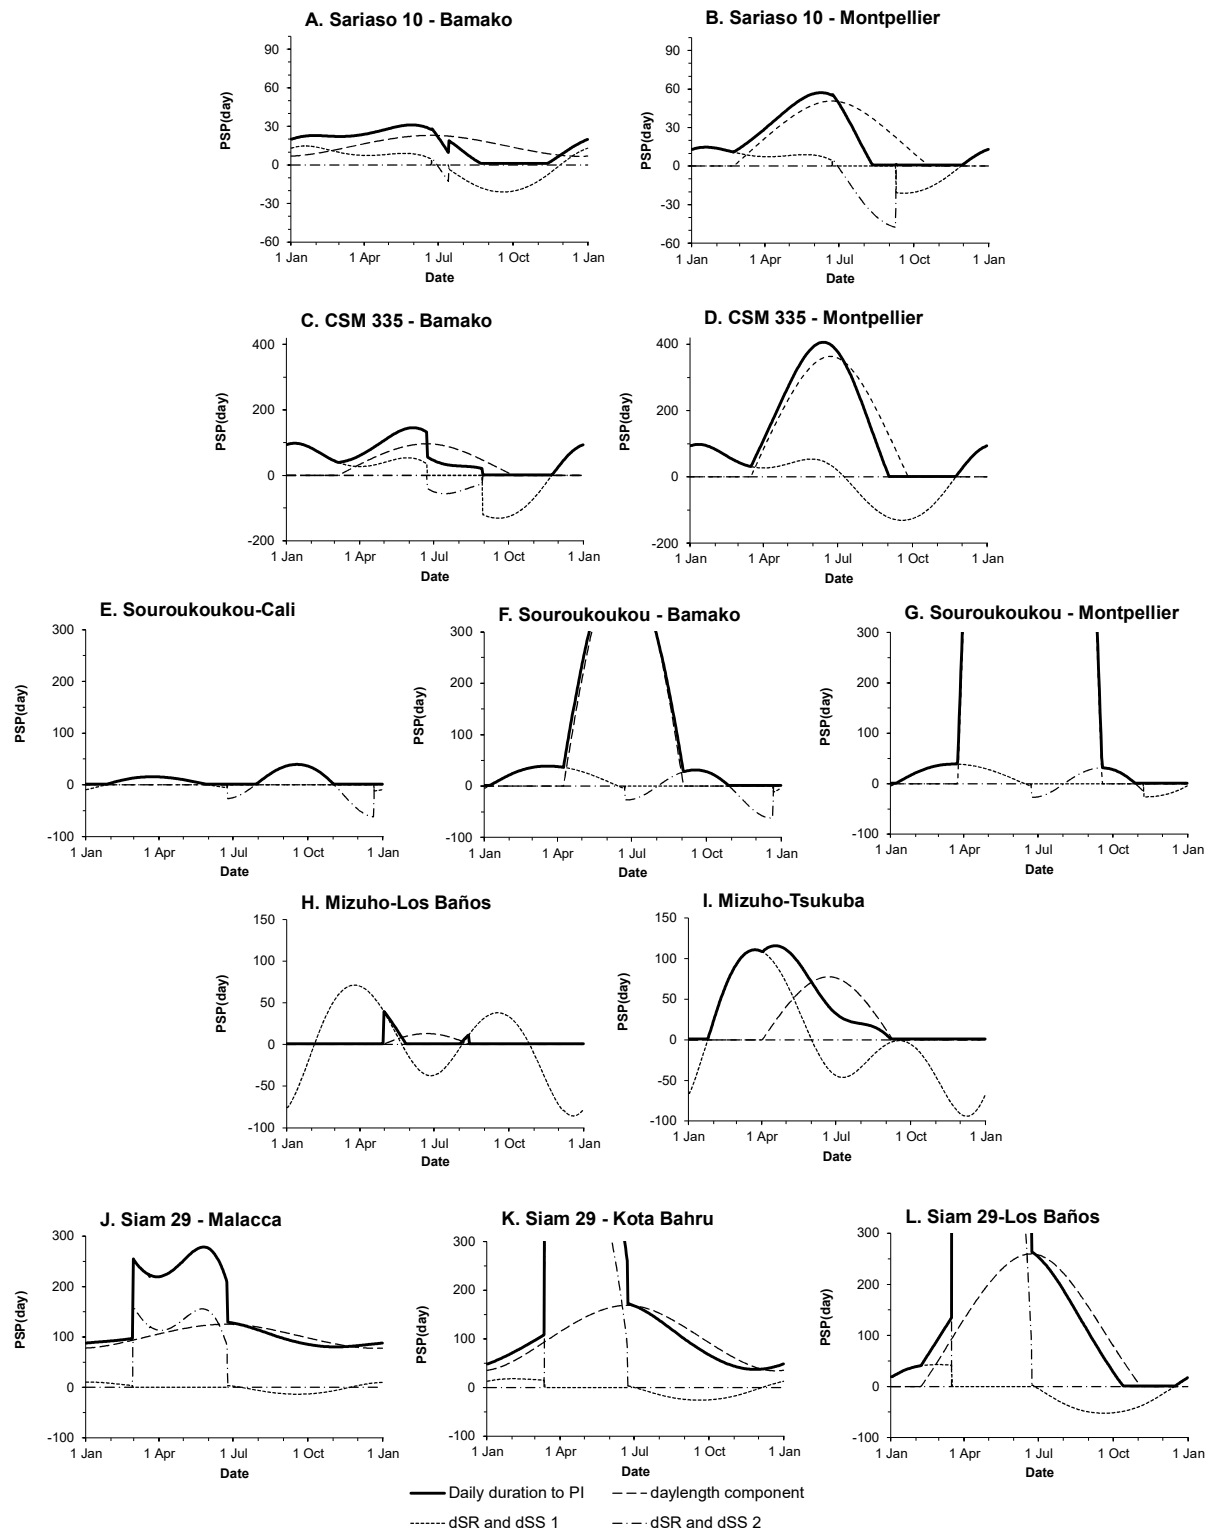 A. Sariaso 10 - Bamako
PSP(day)
90
60
30
0
-30
-60
1 Jan 1 Apr 1 Jul 1 Oct 1 Jan
Date
B. Sariaso 10 - Montpellier
PSP(day)
90
60
30
0
-30
-60
1 Jan 1 Apr 1 Jul 1 Oct 1 Jan
Date
C. CSM 335 - Bamako
PSP(day)
400
200
0
-200
1 Jan 1 Apr 1 Jul 1 Oct 1 Jan
Date
D. CSM 335 - Montpellier
PSP(day)
400
200
0
-200
1 Jan 1 Apr 1 Jul 1 Oct 1 Jan
Date
E. Souroukoukou-Cali
PSP(day)
300
200
100
0
-100
1 Jan 1 Apr 1 Jul 1 Oct 1 Jan
Date
F. Souroukoukou - Bamako
PSP(day)
300
200
100
0
-100
1 Jan 1 Apr 1 Jul 1 Oct 1 Jan
Date
G. Souroukoukou - Montpellier
PSP(day)
300
200
100
0
-100
1 Jan 1 Apr 1 Jul 1 Oct 1 Jan
Date
H. Mizuho-Los Baños
PSP(day)
150
100
50
0
-50
-100
1 Jan 1 Apr 1 Jul 1 Oct 1 Jan
Date
I. Mizuho-Tsukuba
PSP(day)
150
100
50
0
-50
-100
1 Jan 1 Apr 1 Jul 1 Oct 1 Jan
Date
J. Siam 29 - Malacca
PSP(day)
300
200
100
0
-100
1 Jan 1 Apr 1 Jul 1 Oct 1 Jan
Date
K. Siam 29 - Kota Bahru
PSP(day)
300
200
100
0
-100
1 Jan 1 Apr 1 Jul 1 Oct 1 Jan
Date
L. Siam 29-Los Baños
PSP(day)
300
200
100
0
-100
1 Jan 1 Apr 1 Jul 1 Oct 1 Jan
Date
Daily duration to PI daylength component
dSR and dSS 1 dSR and dSS 2